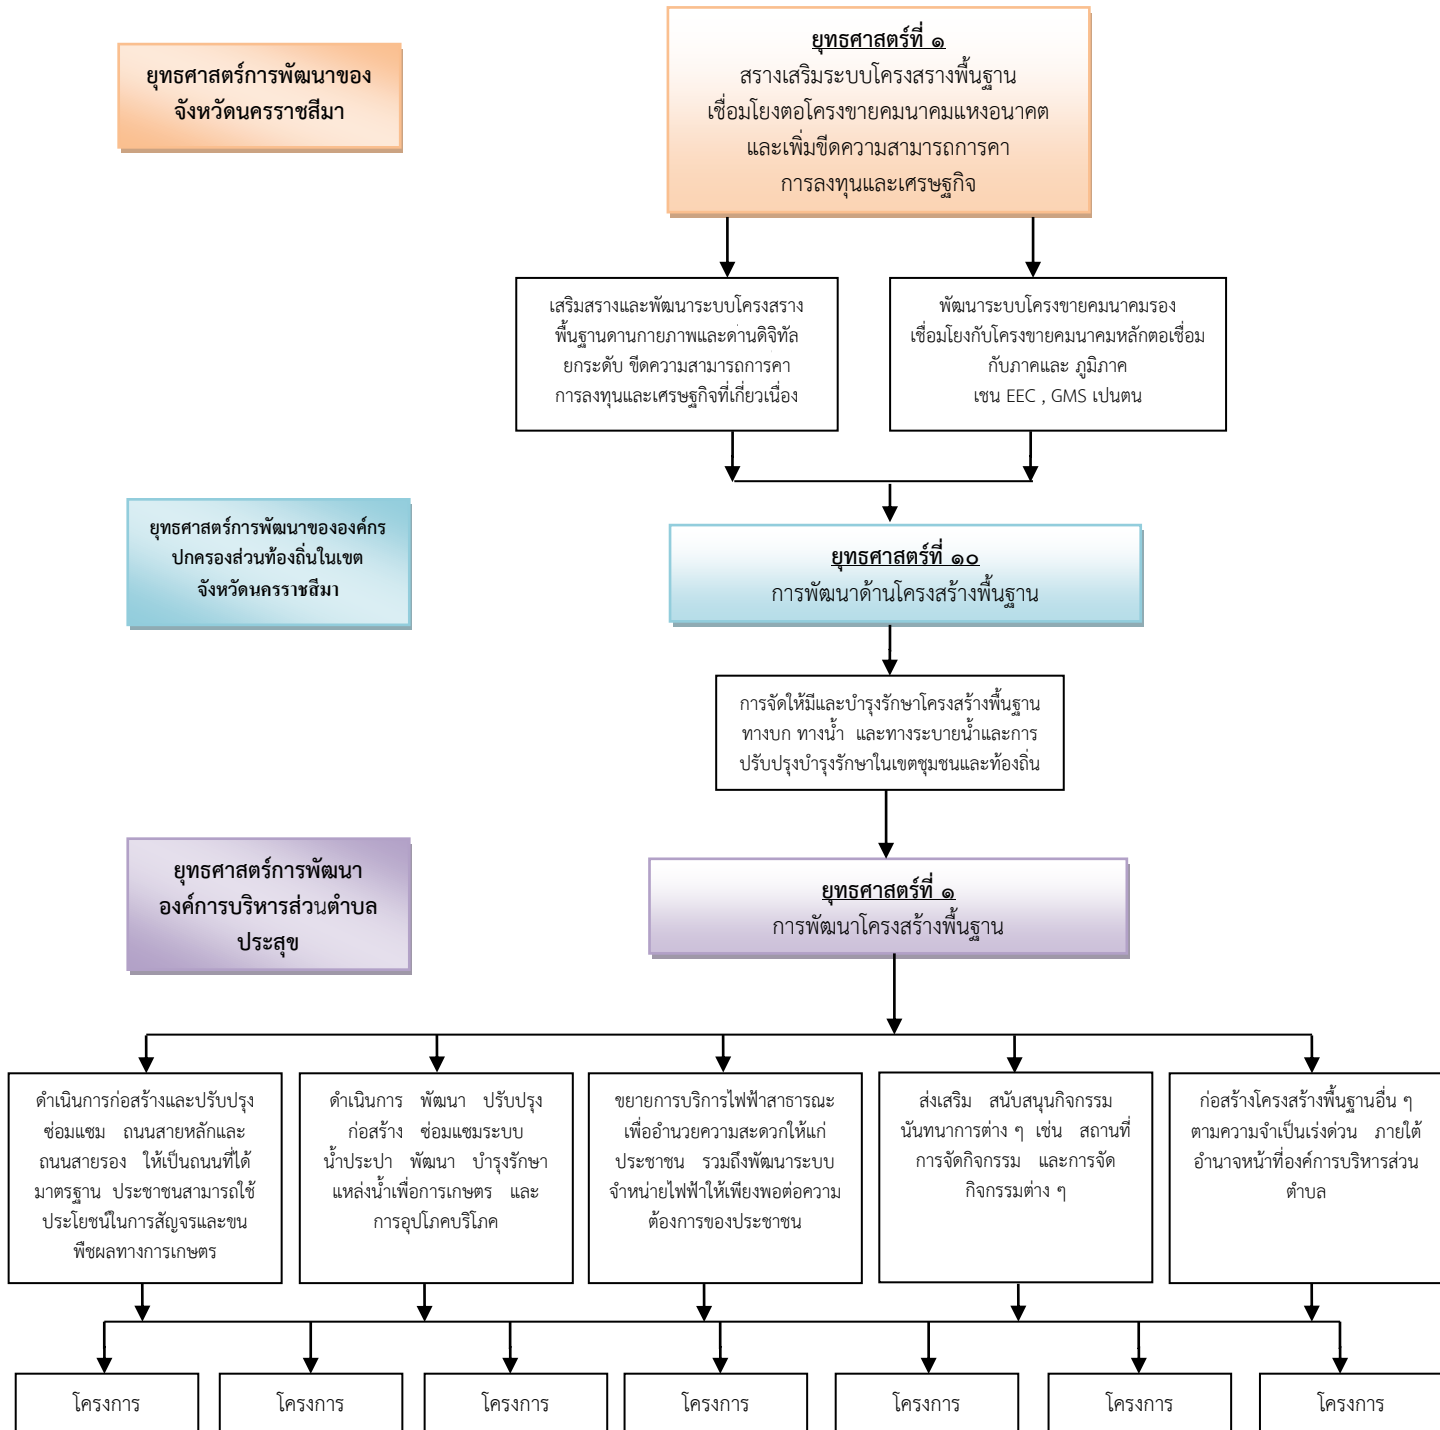 ยุทธศาสตร์การพัฒนาของ
จังหวัดนครราชสีมา
ยุทธศาสตร์ที่ ๑
สรางเสริมระบบโครงสรางพื้นฐาน
เชื่อมโยงตอโครงขายคมนาคมแหงอนาคต
และเพิ่มขีดความสามารถการคา
การลงทุนและเศรษฐกิจ
เสริมสรางและพัฒนาระบบโครงสราง
พื้นฐานดานกายภาพและด่านดิจิทัล
ยกระดับ ขีดความสามารถการคา
การลงทุนและเศรษฐกิจที่เกี่ยวเนื่อง
พัฒนาระบบโครงขายคมนาคมรอง
เชื่อมโยงกับโครงขายคมนาคมหลักตอเชื่อม
กับภาคและ ภูมิภาค
เชน EEC , GMS เปนตน
ยุทธศาสตร์การพัฒนาขององค์กร
ปกครองส่วนท้องถิ่นในเขต
จังหวัดนครราชสีมา
ยุทธศาสตร์ที่ ๑๐
การพัฒนาด้านโครงสร้างพื้นฐาน
การจัดให้มีและบำรุงรักษาโครงสร้างพื้นฐาน
ทางบก ทางน้ำ และทางระบายน้ำและการ
ปรับปรุงบำรุงรักษาในเขตชุมชนและท้องถิ่น
ยุทธศาสตร์การพัฒนา
องค์การบริหารส่วนตำบล
ประสุข
ยุทธศาสตร์ที่ ๑
การพัฒนาโครงสร้างพื้นฐาน
ดำเนินการก่อสร้างและปรับปรุง
ซ่อมแซม ถนนสายหลักและ
ถนนสายรอง ให้เป็นถนนที่ได้
มาตรฐาน ประชาชนสามารถใช้
ประโยชน์ในการสัญจรและขน
พืชผลทางการเกษตร
ดำเนินการ พัฒนา ปรับปรุง
ก่อสร้าง ซ่อมแซมระบบ
น้ำประปา พัฒนา บำรุงรักษา
แหล่งน้ำเพื่อการเกษตร และ
การอุปโภคบริโภค
ขยายการบริการไฟฟ้าสาธารณะ
เพื่ออำนวยความสะดวกให้แก่
ประชาชน รวมถึงพัฒนาระบบ
จำหน่ายไฟฟ้าให้เพียงพอต่อความ
ต้องการของประชาชน
ส่งเสริม สนับสนุนกิจกรรม
นันทนาการต่าง ๆ เช่น สถานที่
การจัดกิจกรรม และการจัด
กิจกรรมต่าง ๆ
ก่อสร้างโครงสร้างพื้นฐานอื่น ๆ
ตามความจำเป็นเร่งด่วน ภายใต้
อำนาจหน้าที่องค์การบริหารส่วน
ตำบล
โครงการ
โครงการ
โครงการ
โครงการ
โครงการ
โครงการ
โครงการ